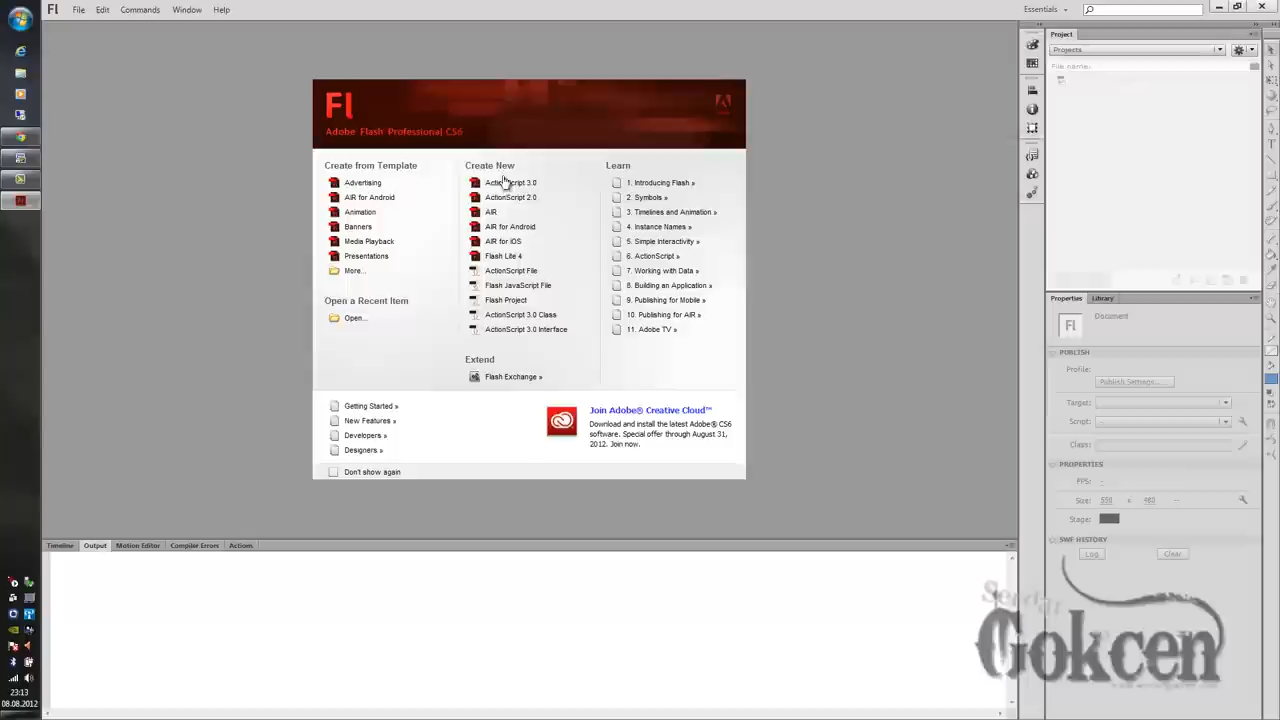 Fl
File
Edit
Commands
Window
Help
Essentials
Project
Projects
File name:
Fl
Adobe Flash Professional CS6
Create from Template
Advertising
AIR for Android
Animation
Banners
Media Playback
Presentations
More...
Open a Recent Item
Open...
Create New
ActionScript 3.0
ActionScript 2.0
AIR
AIR for Android
AIR for iOS
Flash Lite 4
ActionScript File
Flash JavaScript File
Flash Project
ActionScript 3.0 Class
ActionScript 3.0 Interface
Extend
Flash Exchange »
Learn
1. Introducing Flash »
2. Symbols »
3. Timelines and Animation »
4. Instance Names »
5. Simple Interactivity »
6. ActionScript »
7. Working with Data »
8. Building an Application »
9. Publishing for Mobile »
10. Publishing for AIR »
11. Adobe TV »
Getting Started »
New Features »
Developers »
Designers »
Join Adobe® Creative Cloud™
Download and install the latest Adobe® CS6
software. Special offer through August 31,
2012. Join now.
Don't show again
Properties
Library
Fl
Document
PUBLISH
Profile:
Publish Settings...
Target:
Script: -
Class:
PROPERTIES
FPS: -
Size: 550 x 400 --
Stage:
SWF HISTORY
Log
Clear
Timeline
Output
Motion Editor
Compiler Errors
Actions
23:13
08.08.2012
Gokcen